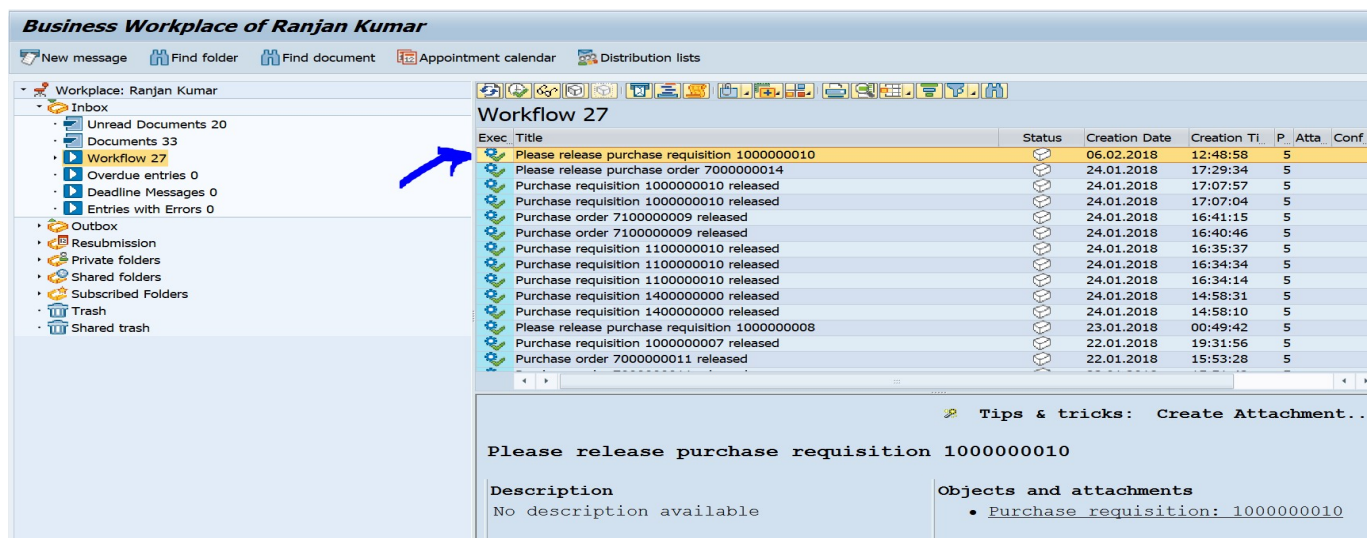 Business Workplace of Ranjan Kumar
New message Find folder Find document Appointment calendar Distribution lists
Workplace: Ranjan Kumar
Inbox
Unread Documents 20
Documents 33
Workflow 27
Overdue entries 0
Deadline Messages 0
Entries with Errors 0
Outbox
Resubmission
Private folders
Shared folders
Subscribed Folders
Trash
Shared trash
Workflow 27
Exec.. Title Status Creation Date Creation Ti.. P.. Atta.. Conf..
Please release purchase requisition 1000000010 06.02.2018 12:48:58 5
Please release purchase order 7000000014 24.01.2018 17:29:34 5
Purchase requisition 1000000010 released 24.01.2018 17:07:57 5
Purchase requisition 1000000010 released 24.01.2018 17:07:04 5
Purchase order 7100000009 released 24.01.2018 16:41:15 5
Purchase order 7100000009 released 24.01.2018 16:40:46 5
Purchase requisition 1100000010 released 24.01.2018 16:35:37 5
Purchase requisition 1100000010 released 24.01.2018 16:34:34 5
Purchase requisition 1100000010 released 24.01.2018 16:34:14 5
Purchase requisition 1400000000 released 24.01.2018 14:58:31 5
Purchase requisition 1400000000 released 24.01.2018 14:58:10 5
Please release purchase requisition 1000000008 23.01.2018 00:49:42 5
Purchase requisition 1000000007 released 22.01.2018 19:31:56 5
Purchase order 7000000011 released 22.01.2018 15:53:28 5
Tips & tricks: Create Attachment..
Please release purchase requisition 1000000010
Description
No description available
Objects and attachments
• Purchase requisition: 1000000010